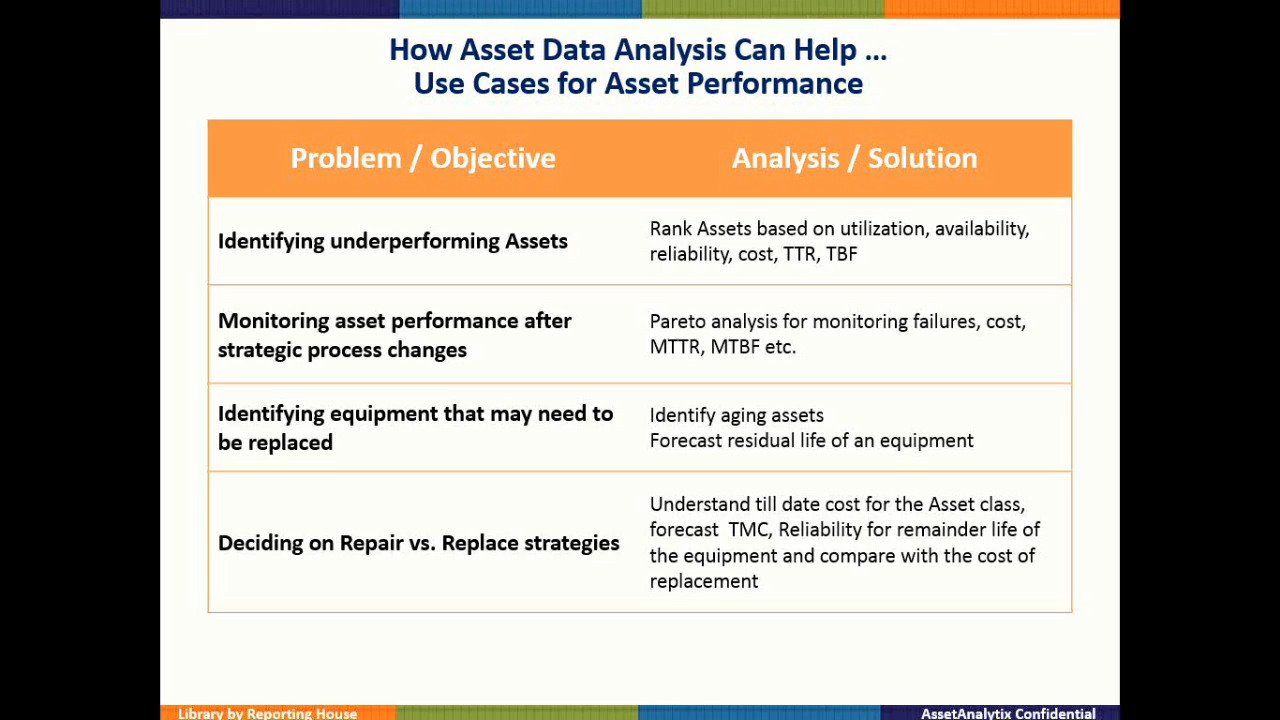 How Asset Data Analysis Can Help ...
Use Cases for Asset Performance
Problem / Objective
Analysis / Solution
Identifying underperforming Assets
Rank Assets based on utilization, availability,
reliability, cost, TTR, TBF
Monitoring asset performance after
strategic process changes
Pareto analysis for monitoring failures, cost,
MTTR, MTBF etc.
Identifying equipment that may need to
be replaced
Identify aging assets
Forecast residual life of an equipment
Deciding on Repair vs. Replace strategies
Understand till date cost for the Asset class,
forecast  TMC, Reliability for remainder life of
the equipment and compare with the cost of
replacement
Library by Reporting House
AssetAnalytix Confidential